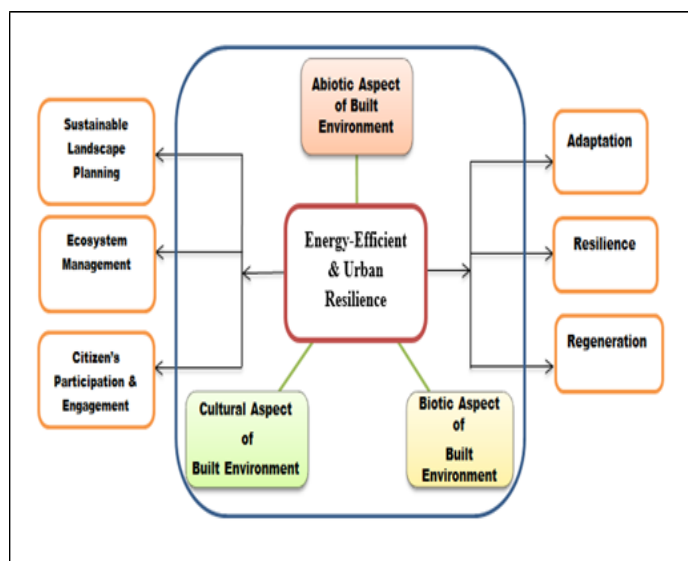 Abiotic Aspect
of Built
Environment
Sustainable
Landscape
Planning
Ecosystem
Management
Citizen's
Participation &
Engagement
Energy-Efficient
& Urban
Resilience
Adaptation
Resilience
Regeneration
Cultural Aspect
of
Built Environment
Biotic Aspect
of
Built
Environment